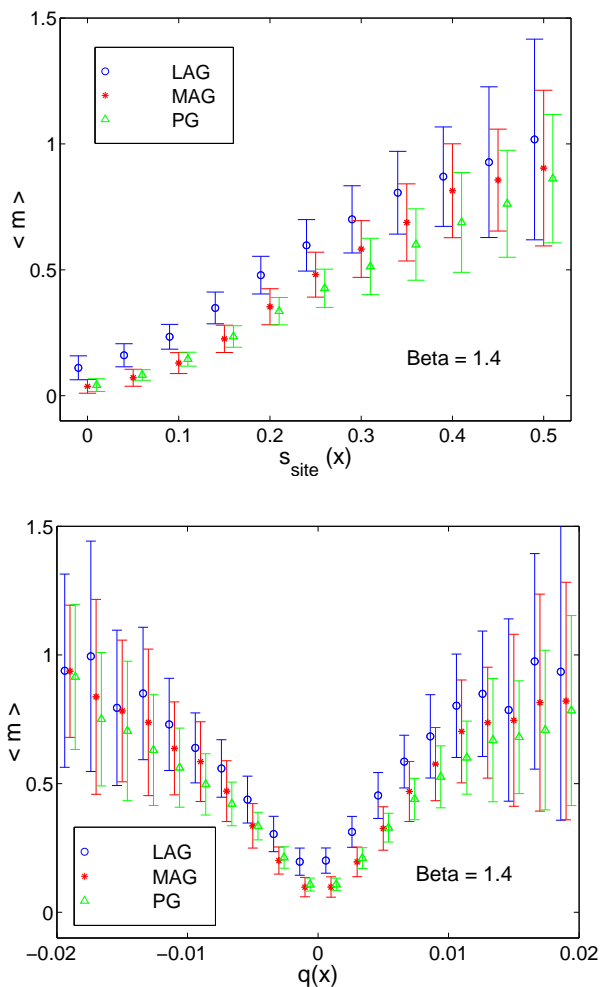 1.5
LAG
MAG
PG
1
< m >
0.5
Beta = 1.4
0
0 0.1 0.2 0.3 0.4 0.5
s_site (x)
1.5
1
< m >
0.5
LAG
MAG
PG
Beta = 1.4
0
−0.02 −0.01 0 0.01 0.02
q(x)